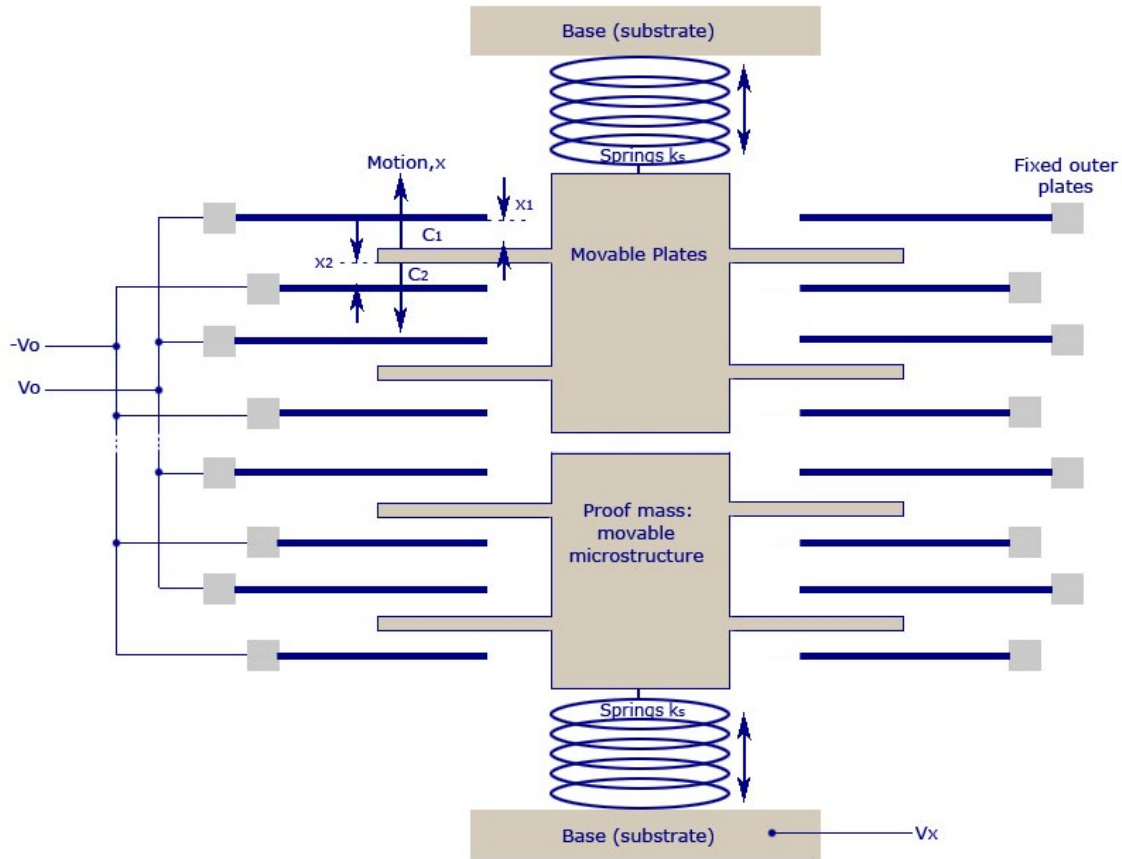 Base (substrate)
Springs ks
Motion,x
Fixed outer
plates
x1
C1
Movable Plates
x2
C2
-Vo
Vo
Proof mass:
movable
microstructure
Springs ks
Base (substrate)
Vx